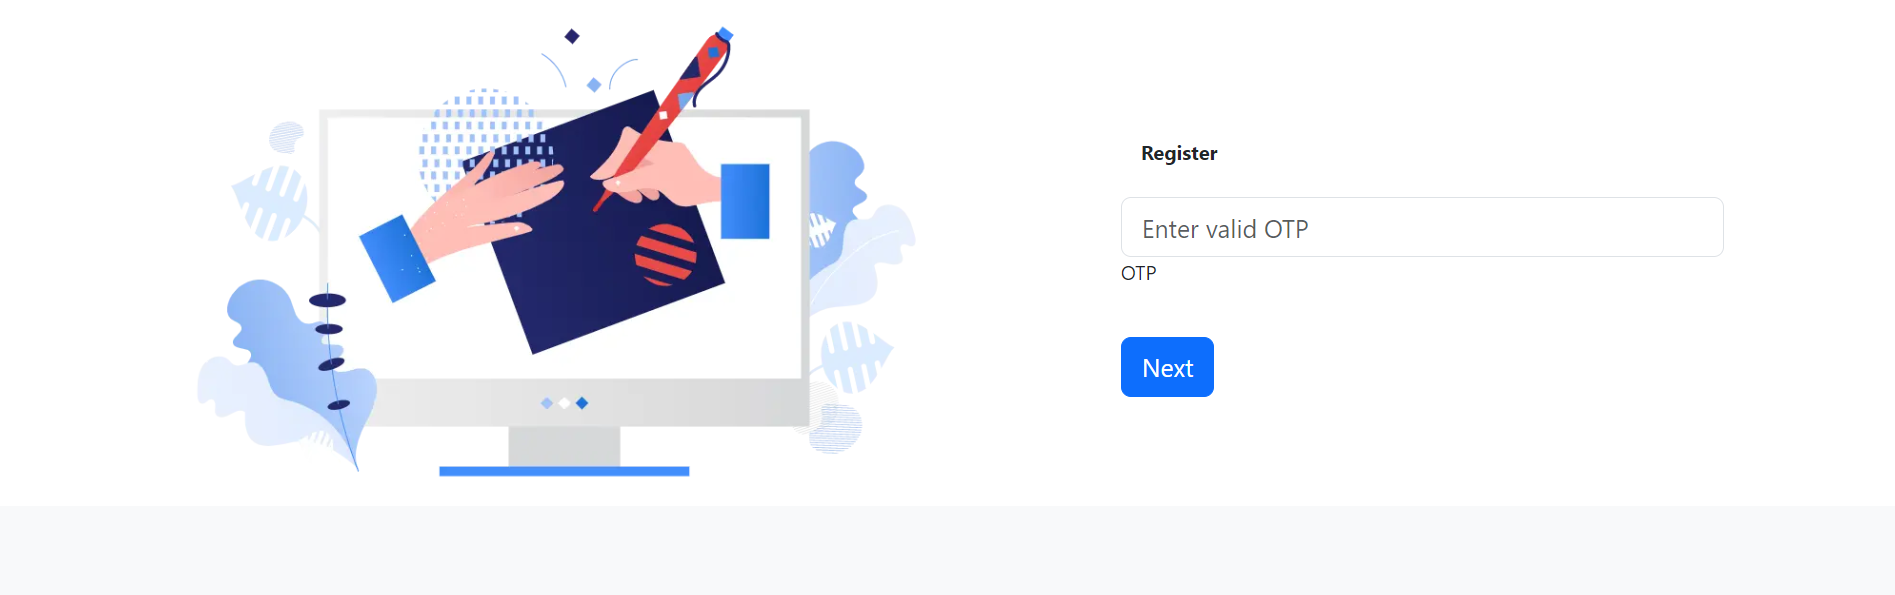 Register
Enter valid OTP
OTP
Next